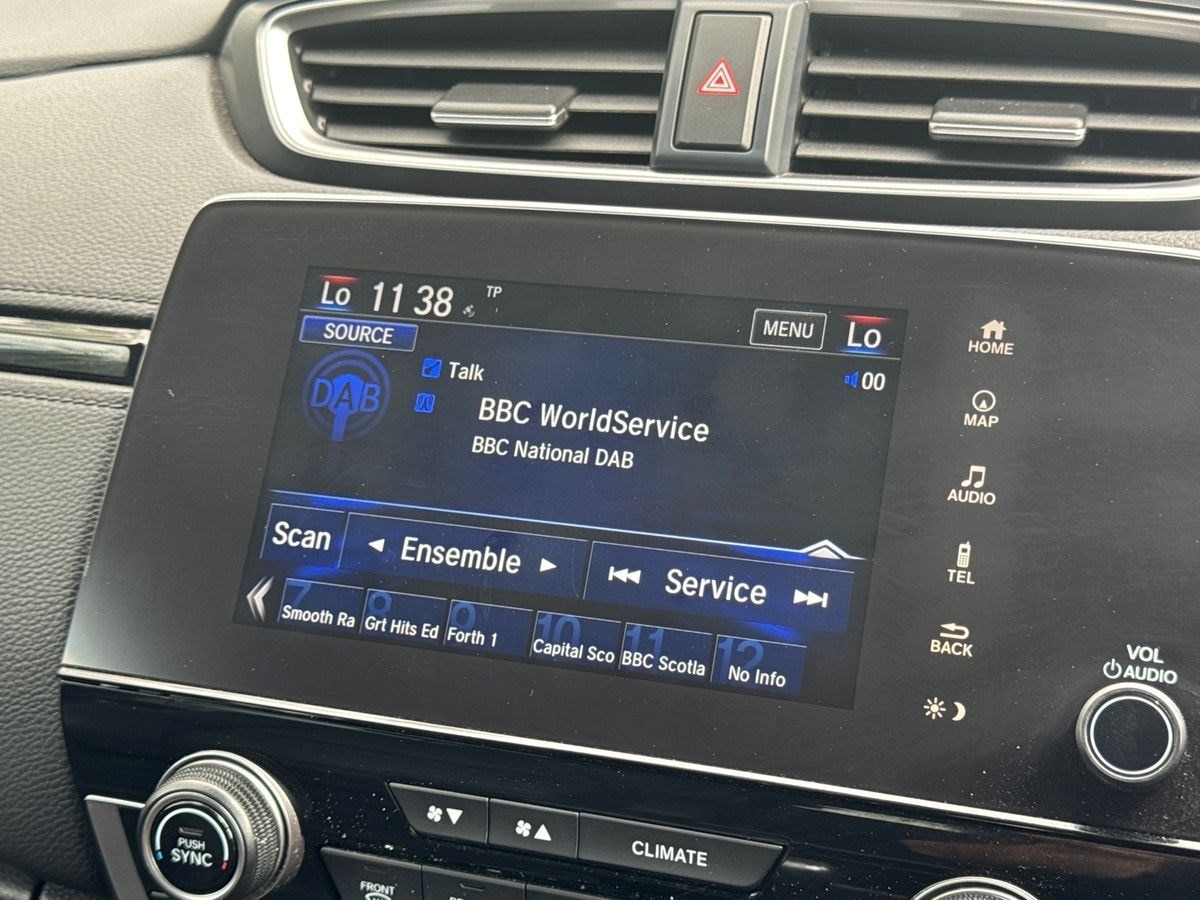 Lo 11 38 TP MENU Lo
SOURCE
DAB
Talk
00
BBC WorldService
BBC National DAB
Scan
Ensemble
Service
7 Smooth Ra
8 Grt Hits Ed
9 Forth 1
10 Capital Sco
11 BBC Scotla
12 No Info
HOME
MAP
AUDIO
TEL
BACK
VOL
AUDIO
PUSH
SYNC
CLIMATE
FRONT